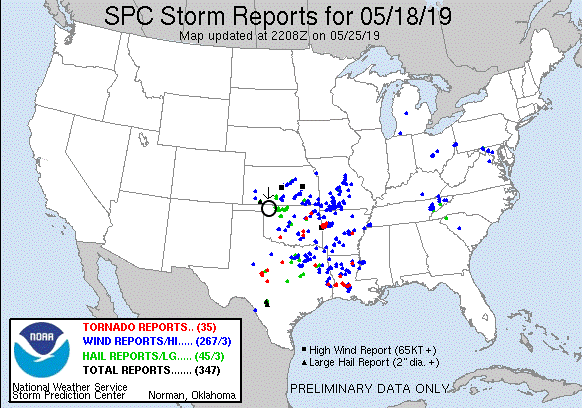 SPC Storm Reports for 05/18/19
Map updated at 2208Z on 05/25/19
NOAA
TORNADO REPORTS.. (35)
WIND REPORTS/HI..... (267/3)
HAIL REPORTS/LG..... (45/3)
TOTAL REPORTS....... (347)
National Weather Service
Storm Prediction Center Norman, Oklahoma
High Wind Report (65KT +)
Large Hail Report (2" dia. +)
PRELIMINARY DATA ONLY